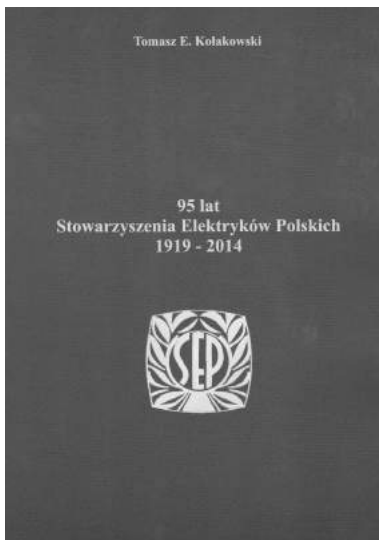 Tomasz E. Kołakowski
95 lat
Stowarzyszenia Elektryków Polskich
1919 - 2014
SEP